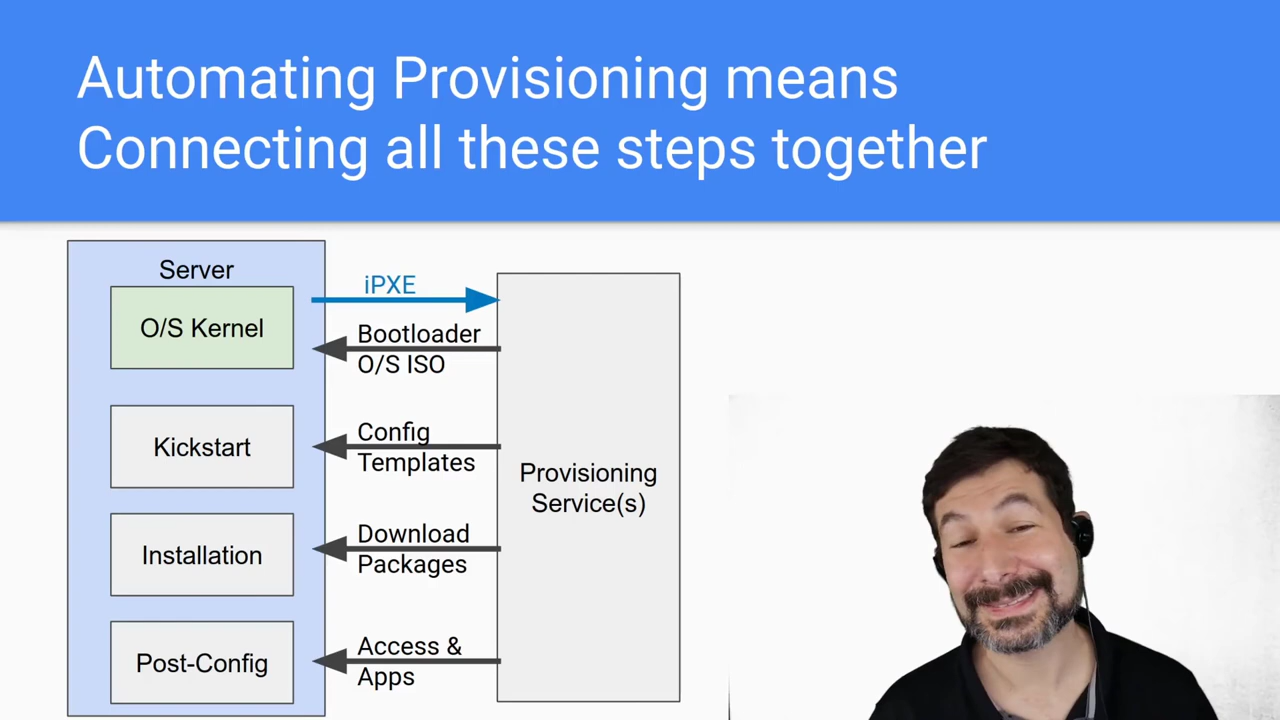 Automating Provisioning means
Connecting all these steps together
Server
O/S Kernel
iPXE
Bootloader
O/S ISO
Kickstart
Config
Templates
Provisioning
Service(s)
Installation
Download
Packages
Post-Config
Access &
Apps